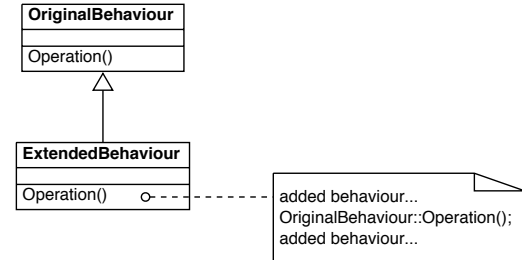 OriginalBehaviour
Operation()
ExtendedBehaviour
Operation()
added behaviour...
OriginalBehaviour::Operation();
added behaviour...